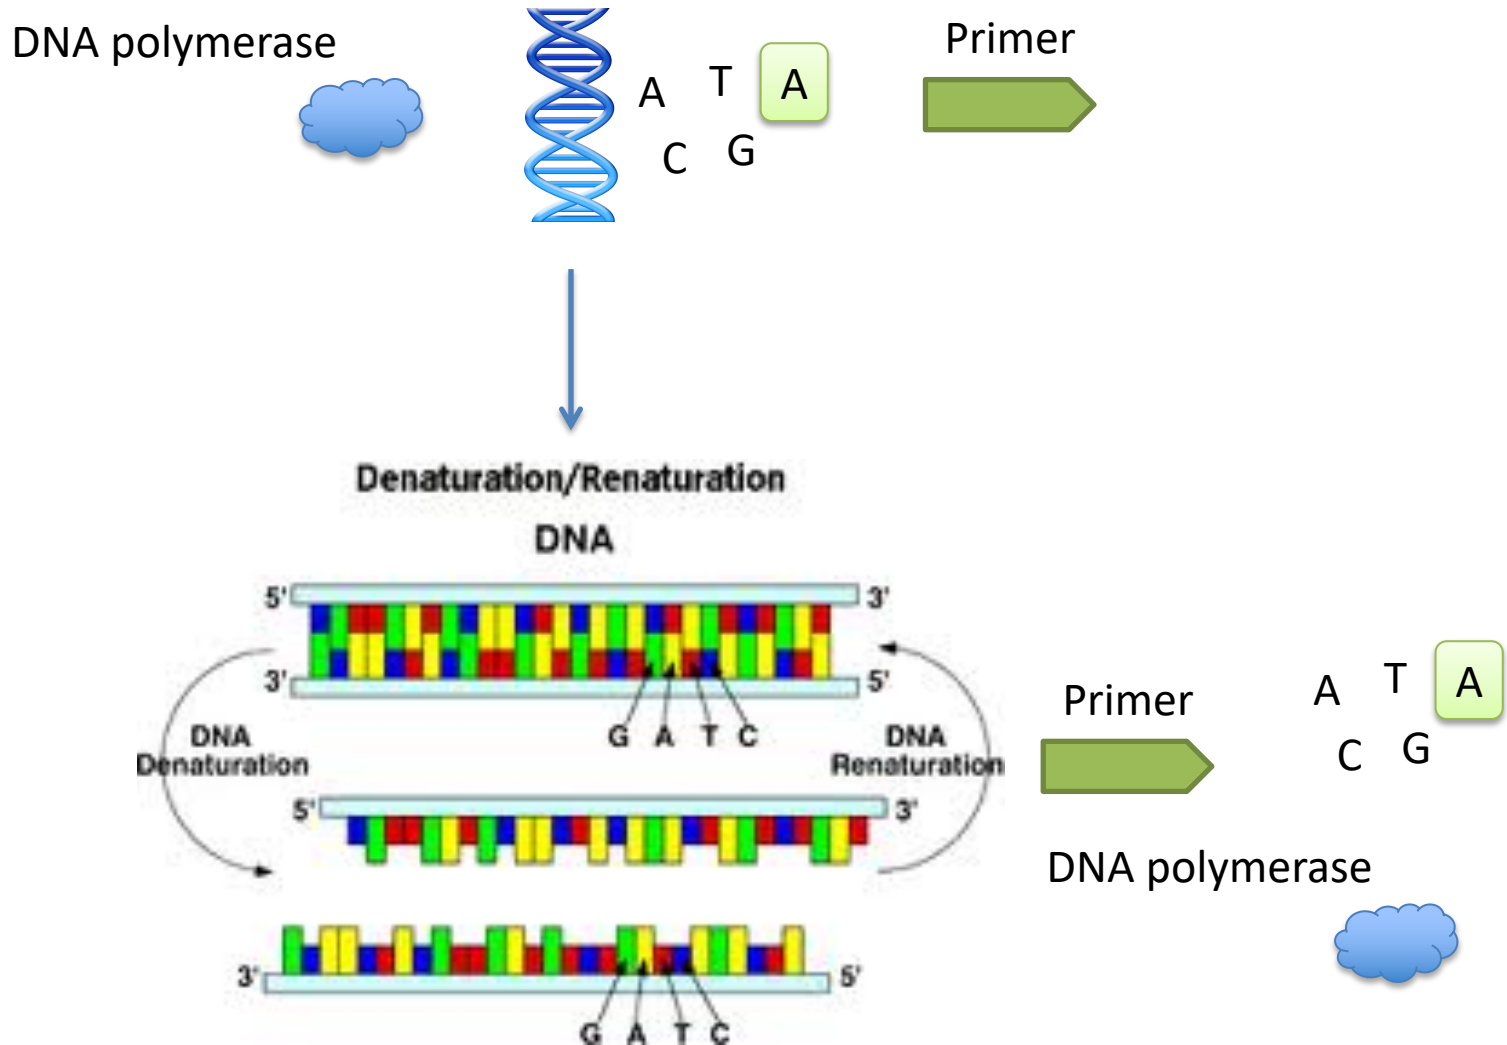 DNA polymerase
Primer
A T A
C G
Denaturation/Renaturation
DNA
5' 3'
3' 5'
G A T C
DNA
Denaturation
DNA
Renaturation
5' 3'
3' 5'
G A T C
Primer
A T A
C G
DNA polymerase